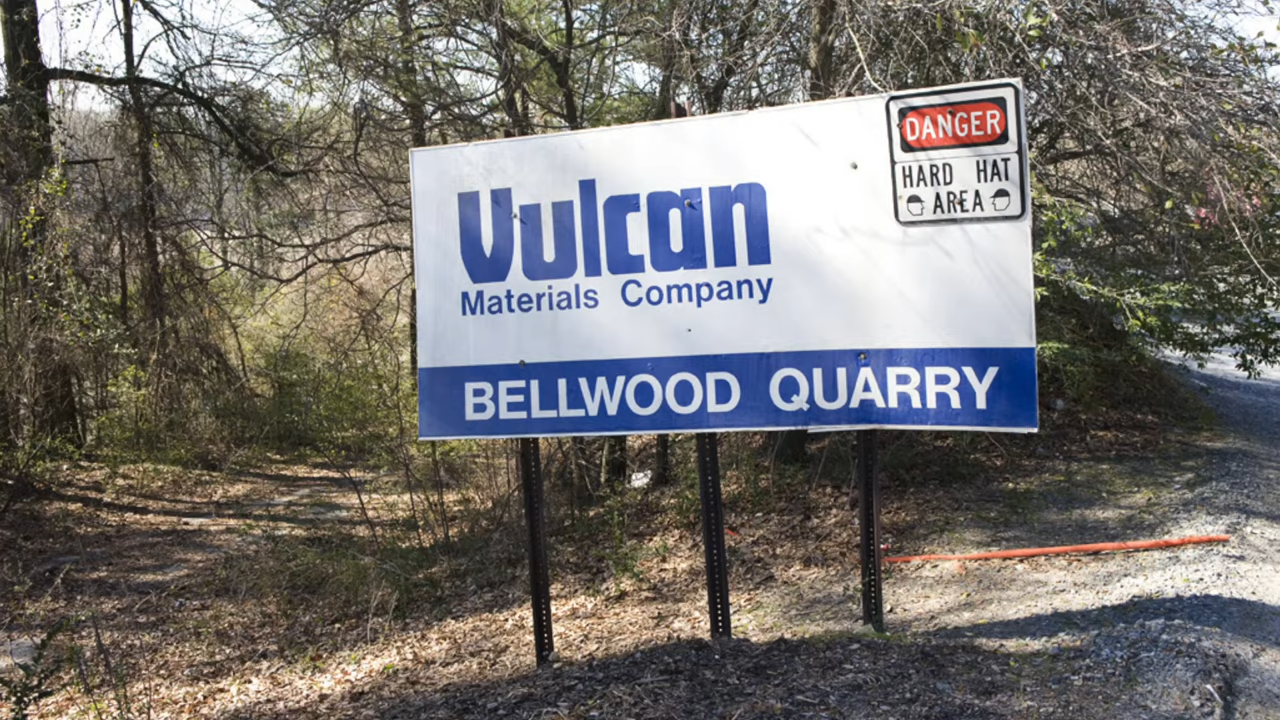 Vulcan
Materials Company
BELLWOOD QUARRY
DANGER
HARD HAT
AREA